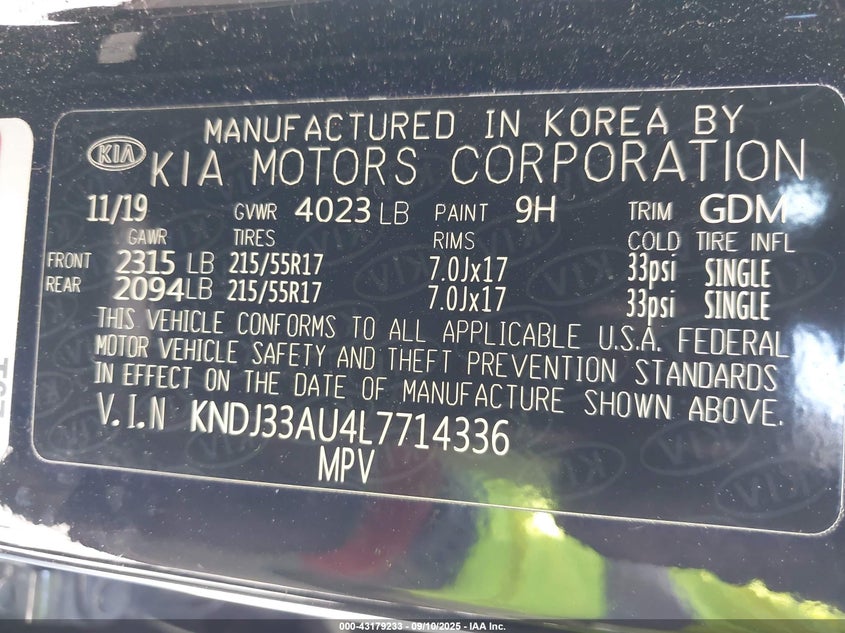 MANUFACTURED IN KOREA BY
KIA KIA MOTORS CORPORATION
11/19 GVWR 4023 LB PAINT 9H TRIM GDM
GAWR TIRES RIMS COLD TIRE INFL
FRONT 2315 LB 215/55R17 7.0Jx17 33psi SINGLE
REAR 2094 LB 215/55R17 7.0Jx17 33psi SINGLE
THIS VEHICLE CONFORMS TO ALL APPLICABLE U.S.A. FEDERAL
MOTOR VEHICLE SAFETY AND THEFT PREVENTION STANDARDS
IN EFFECT ON THE DATE OF MANUFACTURE SHOWN ABOVE.
V.I.N KNDJ33AU4L7714336
MPV
000-43179233 - 09/10/2025 - IAA Inc.